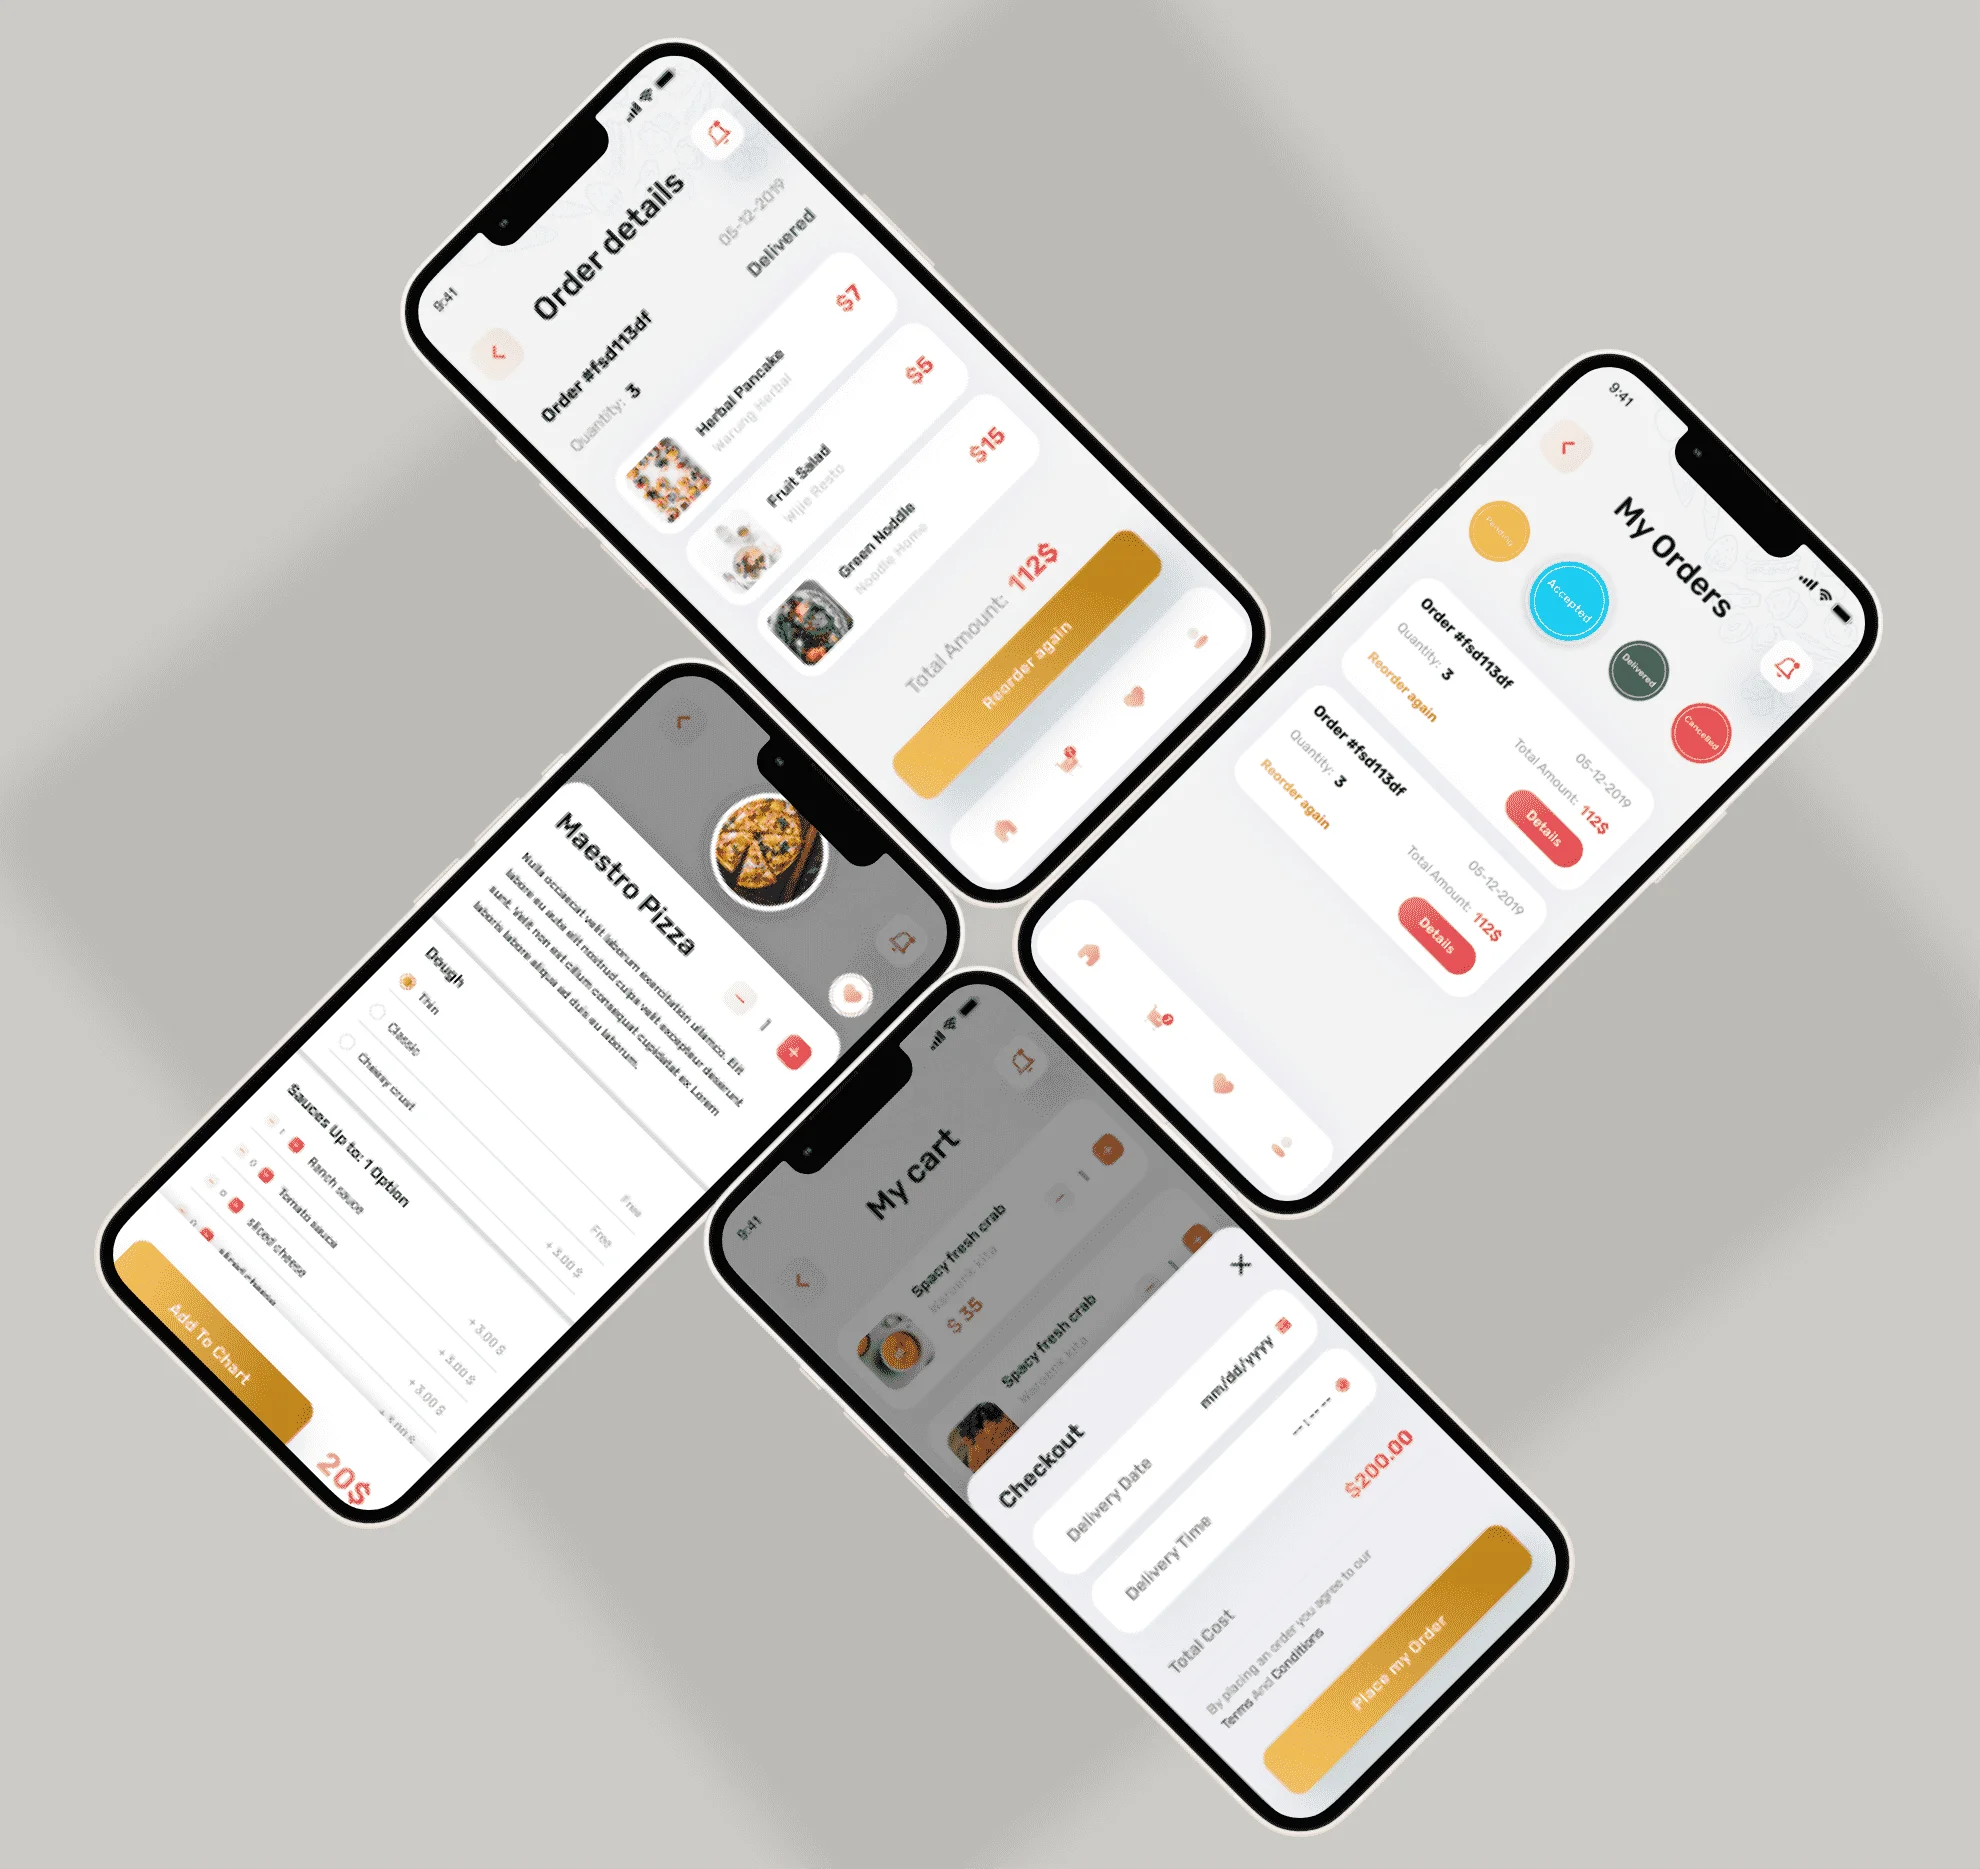 9:41
Order details
Order #fsd113df
05-12-2019
Quantity: 3
Delivered
Herbal Pancake
Warung Herbal
$7
Fruit Salad
Wijie Resto
$5
Green Noddle
Noodle Home
$15
Total Amount: 112$
Reorder again
9:41
My Orders
Pending
Accepted
Delivered
Cancelled
Order #fsd113df
05-12-2019
Quantity: 3
Total Amount: 112$
Reorder again
Details
Order #fsd113df
05-12-2019
Quantity: 3
Total Amount: 112$
Reorder again
Details
7
Maestro Pizza
- 1 +
Nulla occaecat velit laborum exercitation ullamco. Elit
labore eu aute elit nostrud culpa velit excepteur deserunt
sunt. Velit non est cillum consequat cupidatat ex Lorem
laboris labore aliqua ad duis eu laborum.
Dough
Thin
Free
Classic
Free
Cheesy crust
+ 3.00 $
Sauces Up to: 1 Option
- 1 + Ranch sauce
+ 3.00 $
- 0 + Tomato sauce
+ 3.00 $
- 0 + sliced cheese
+ 3.00 $
- 0 + sliced cheese
+ 3.00 $
Add To Chart
20$
9:41
My cart
Spacy fresh crab
Waroenk kita
$ 35
- 1 +
Spacy fresh crab
Waroenk kita
- 1 +
Checkout
Delivery Date
mm/dd/yyyy
Delivery Time
--:-- --
Total Cost
$200.00
By placing an order you agree to our
Terms And Conditions
Place my Order